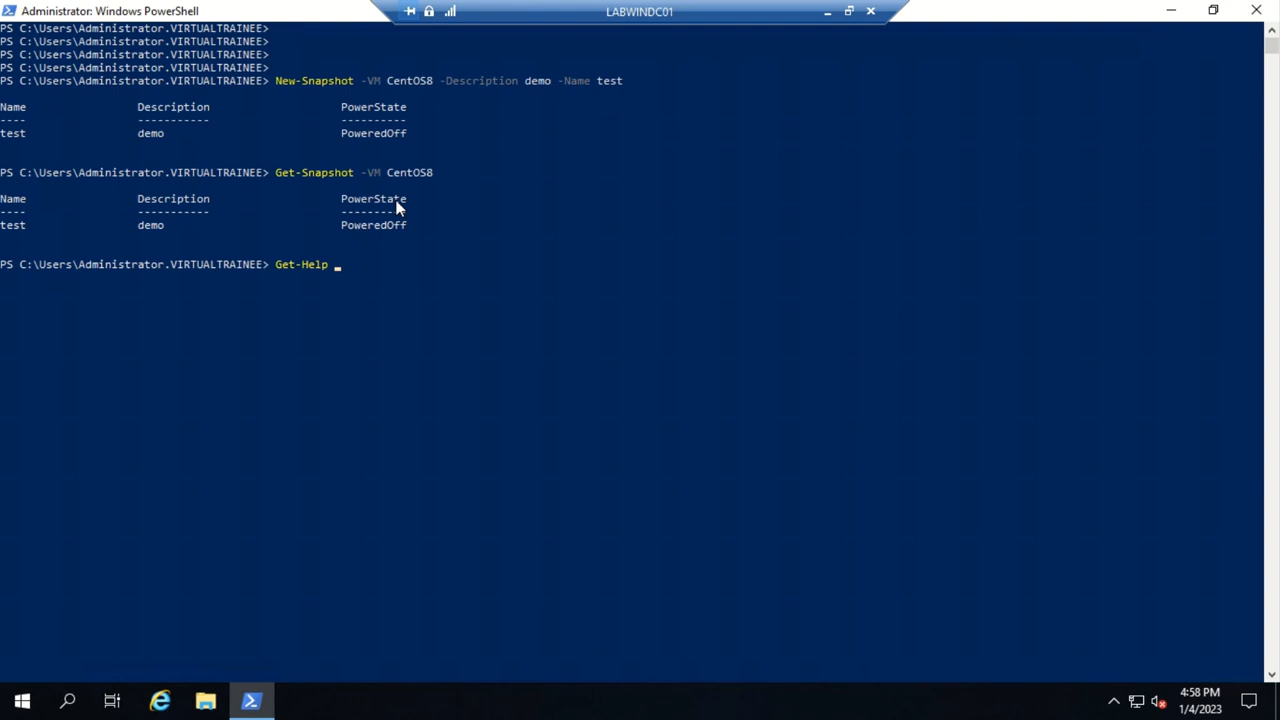 Administrator: Windows PowerShell
LABWINDC01
PS C:\Users\Administrator.VIRTUALTRAINEE>
PS C:\Users\Administrator.VIRTUALTRAINEE>
PS C:\Users\Administrator.VIRTUALTRAINEE>
PS C:\Users\Administrator.VIRTUALTRAINEE>
PS C:\Users\Administrator.VIRTUALTRAINEE> New-Snapshot -VM CentOS8 -Description demo -Name test
Name Description PowerState
---- ----------- ----------
test demo PoweredOff
PS C:\Users\Administrator.VIRTUALTRAINEE> Get-Snapshot -VM CentOS8
Name Description PowerState
---- ----------- ----------
test demo PoweredOff
PS C:\Users\Administrator.VIRTUALTRAINEE> Get-Help _
4:58 PM
1/4/2023